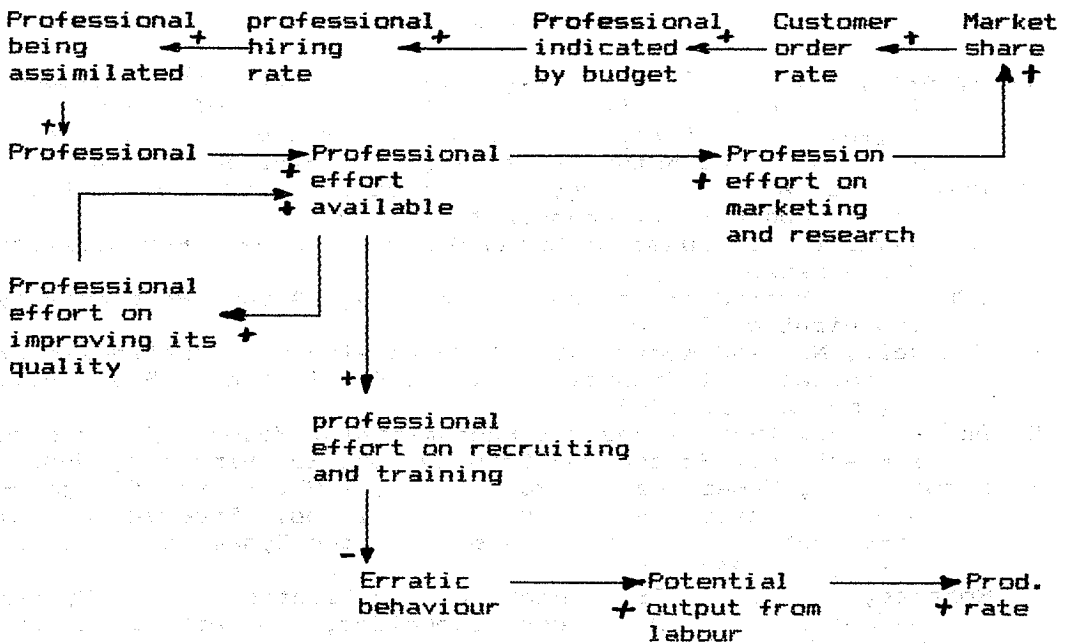 Professional
being
assimilated
+
professional
hiring
rate
+
Professional
indicated
by budget
+
Customer
order
rate
+
Market
share
+
+
Professional
+
Professional
effort
available
+
+
Profession
effort on
marketing
and research
Professional
effort on
improving its
quality
+
+
professional
effort on recruiting
and training
-
Erratic
behaviour
+
Potential
output from
labour
+
Prod.
rate